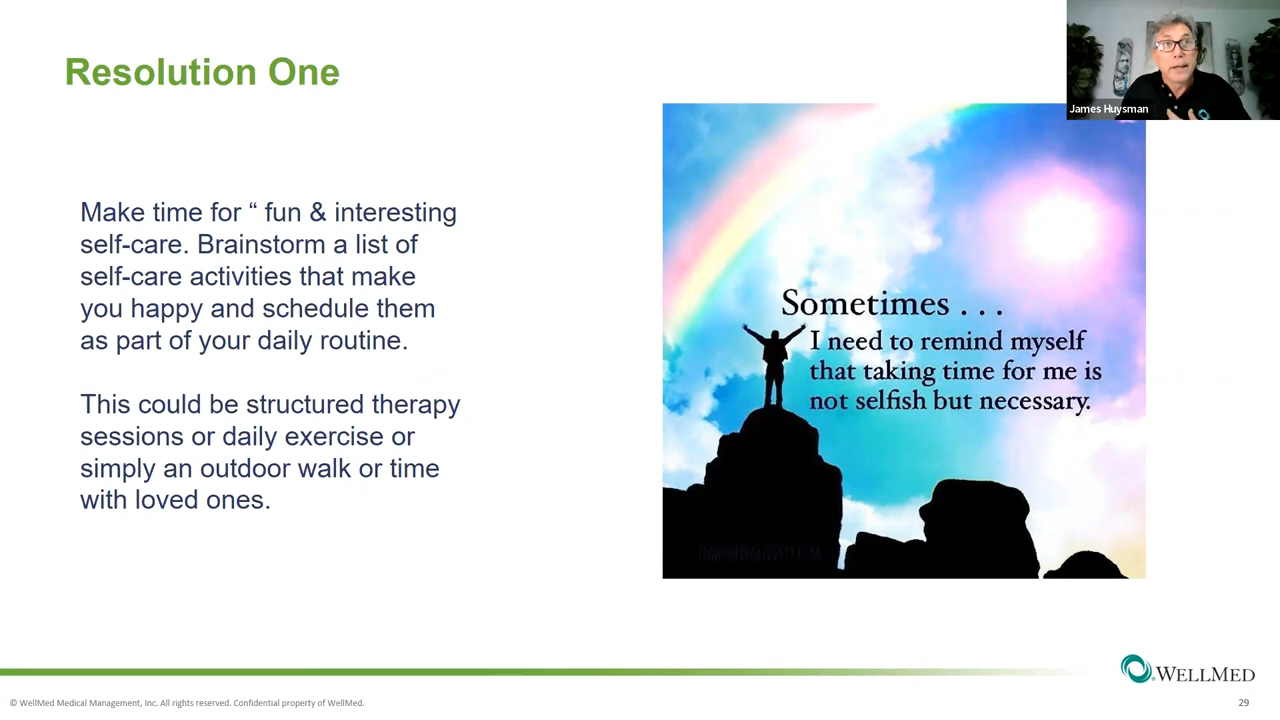 Resolution One
James Huysman
Make time for “ fun & interesting
self-care. Brainstorm a list of
self-care activities that make
you happy and schedule them
as part of your daily routine.
This could be structured therapy
sessions or daily exercise or
simply an outdoor walk or time
with loved ones.
Sometimes . . .
I need to remind myself
that taking time for me is
not selfish but necessary.
WELLMED
© WellMed Medical Management, Inc. All rights reserved. Confidential property of WellMed.
29